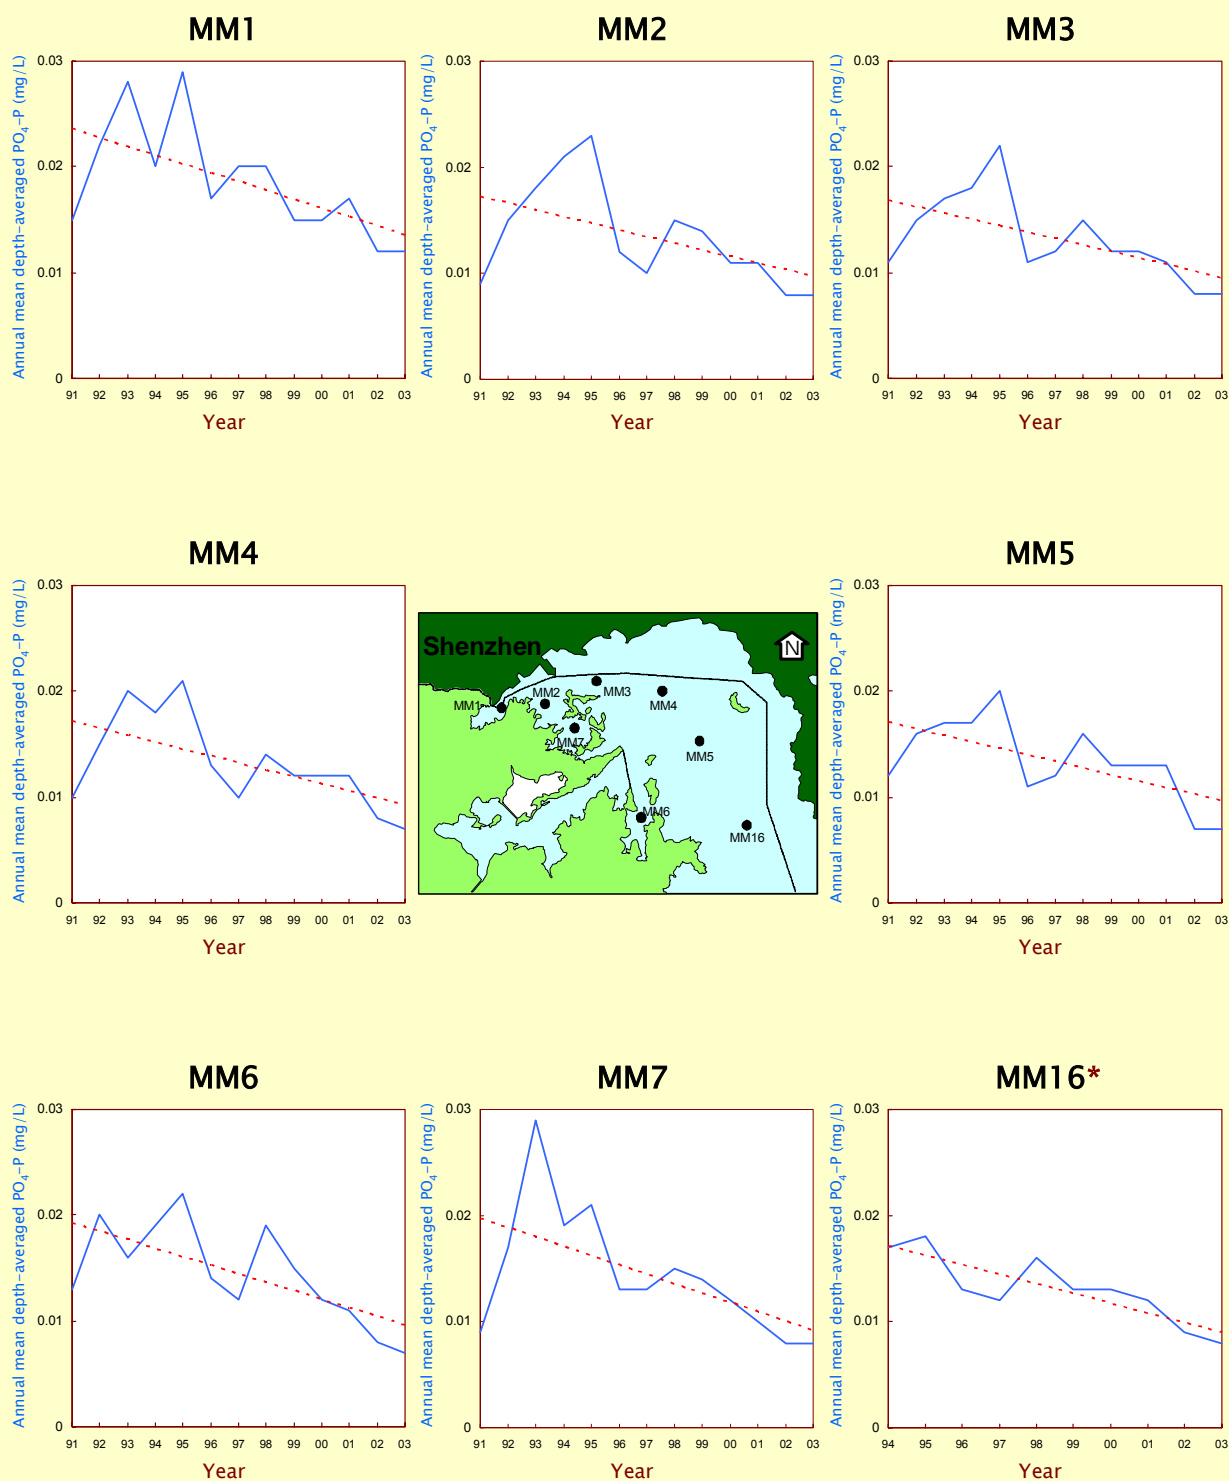 MM1
Annual mean depth-averaged PO4-P (mg/L)
0.03
0.02
0.01
0
91 92 93 94 95 96 97 98 99 00 01 02 03
Year
MM2
Annual mean depth-averaged PO4-P (mg/L)
0.03
0.02
0.01
0
91 92 93 94 95 96 97 98 99 00 01 02 03
Year
MM3
Annual mean depth-averaged PO4-P (mg/L)
0.03
0.02
0.01
0
91 92 93 94 95 96 97 98 99 00 01 02 03
Year
MM4
Annual mean depth-averaged PO4-P (mg/L)
0.03
0.02
0.01
0
91 92 93 94 95 96 97 98 99 00 01 02 03
Year
Shenzhen
N
MM1
MM2
MM3
MM4
MM7
MM5
MM6
MM16
MM5
Annual mean depth-averaged PO4-P (mg/L)
0.03
0.02
0.01
0
91 92 93 94 95 96 97 98 99 00 01 02 03
Year
MM6
Annual mean depth-averaged PO4-P (mg/L)
0.03
0.02
0.01
0
91 92 93 94 95 96 97 98 99 00 01 02 03
Year
MM7
Annual mean depth-averaged PO4-P (mg/L)
0.03
0.02
0.01
0
91 92 93 94 95 96 97 98 99 00 01 02 03
Year
MM16*
Annual mean depth-averaged PO4-P (mg/L)
0.03
0.02
0.01
0
94 95 96 97 98 99 00 01 02 03
Year